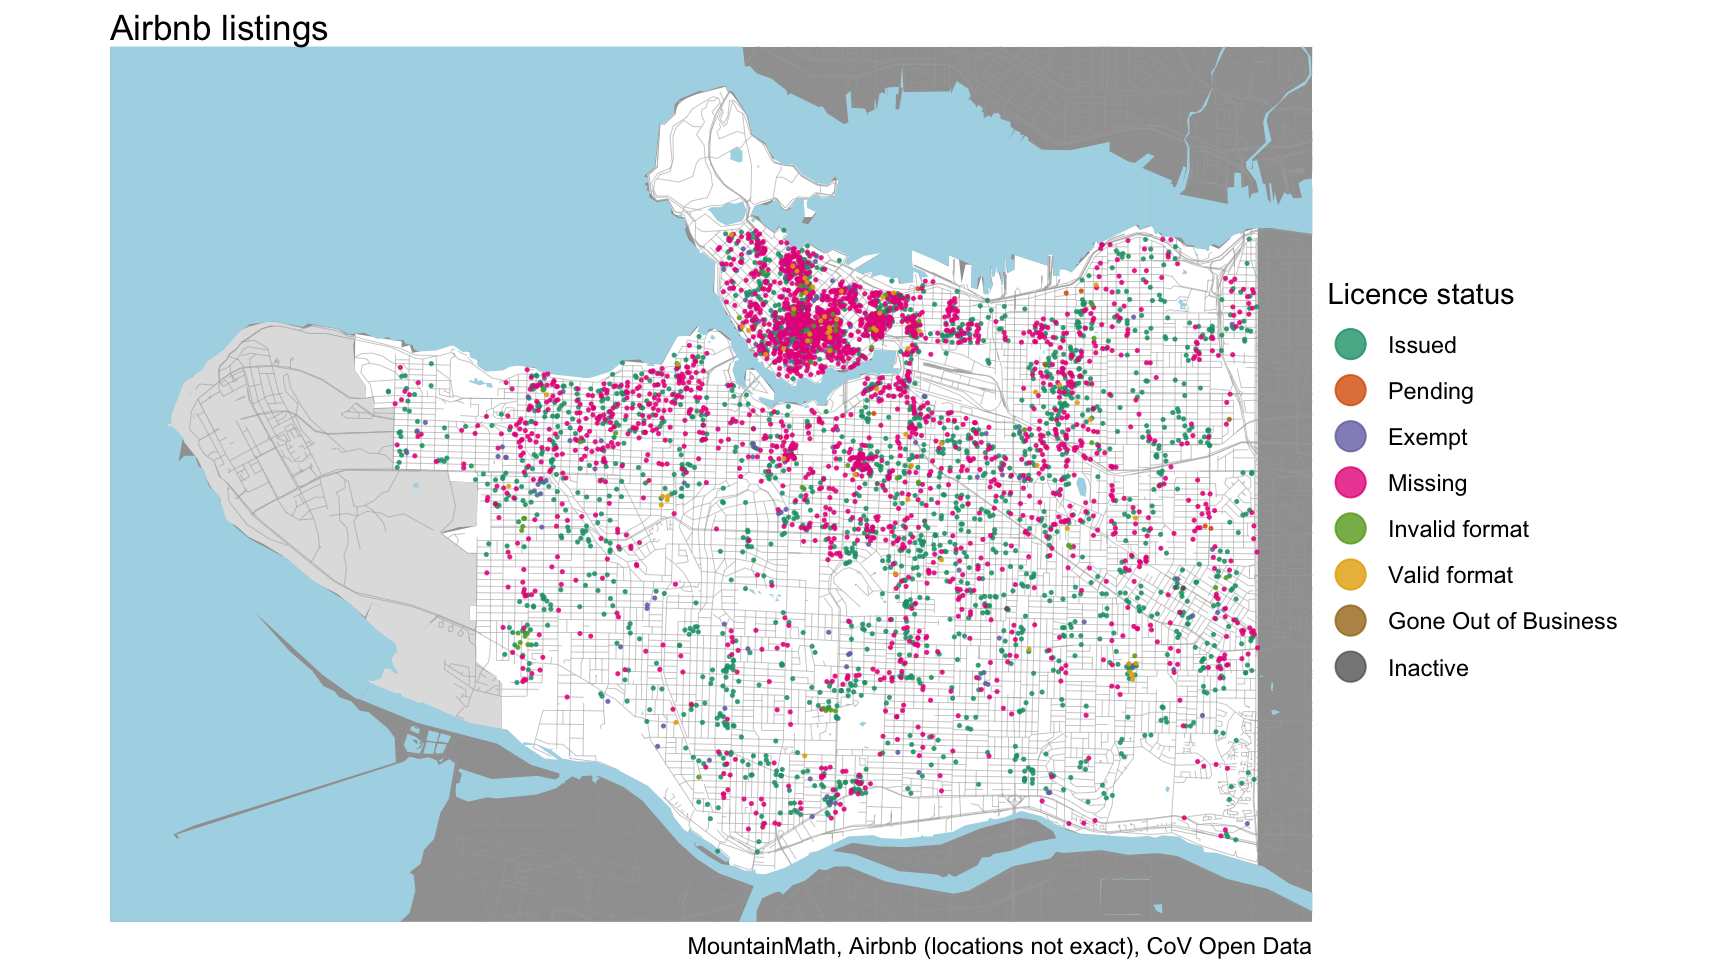 Airbnb listings
Licence status
Issued
Pending
Exempt
Missing
Invalid format
Valid format
Gone Out of Business
Inactive
MountainMath, Airbnb (locations not exact), CoV Open Data